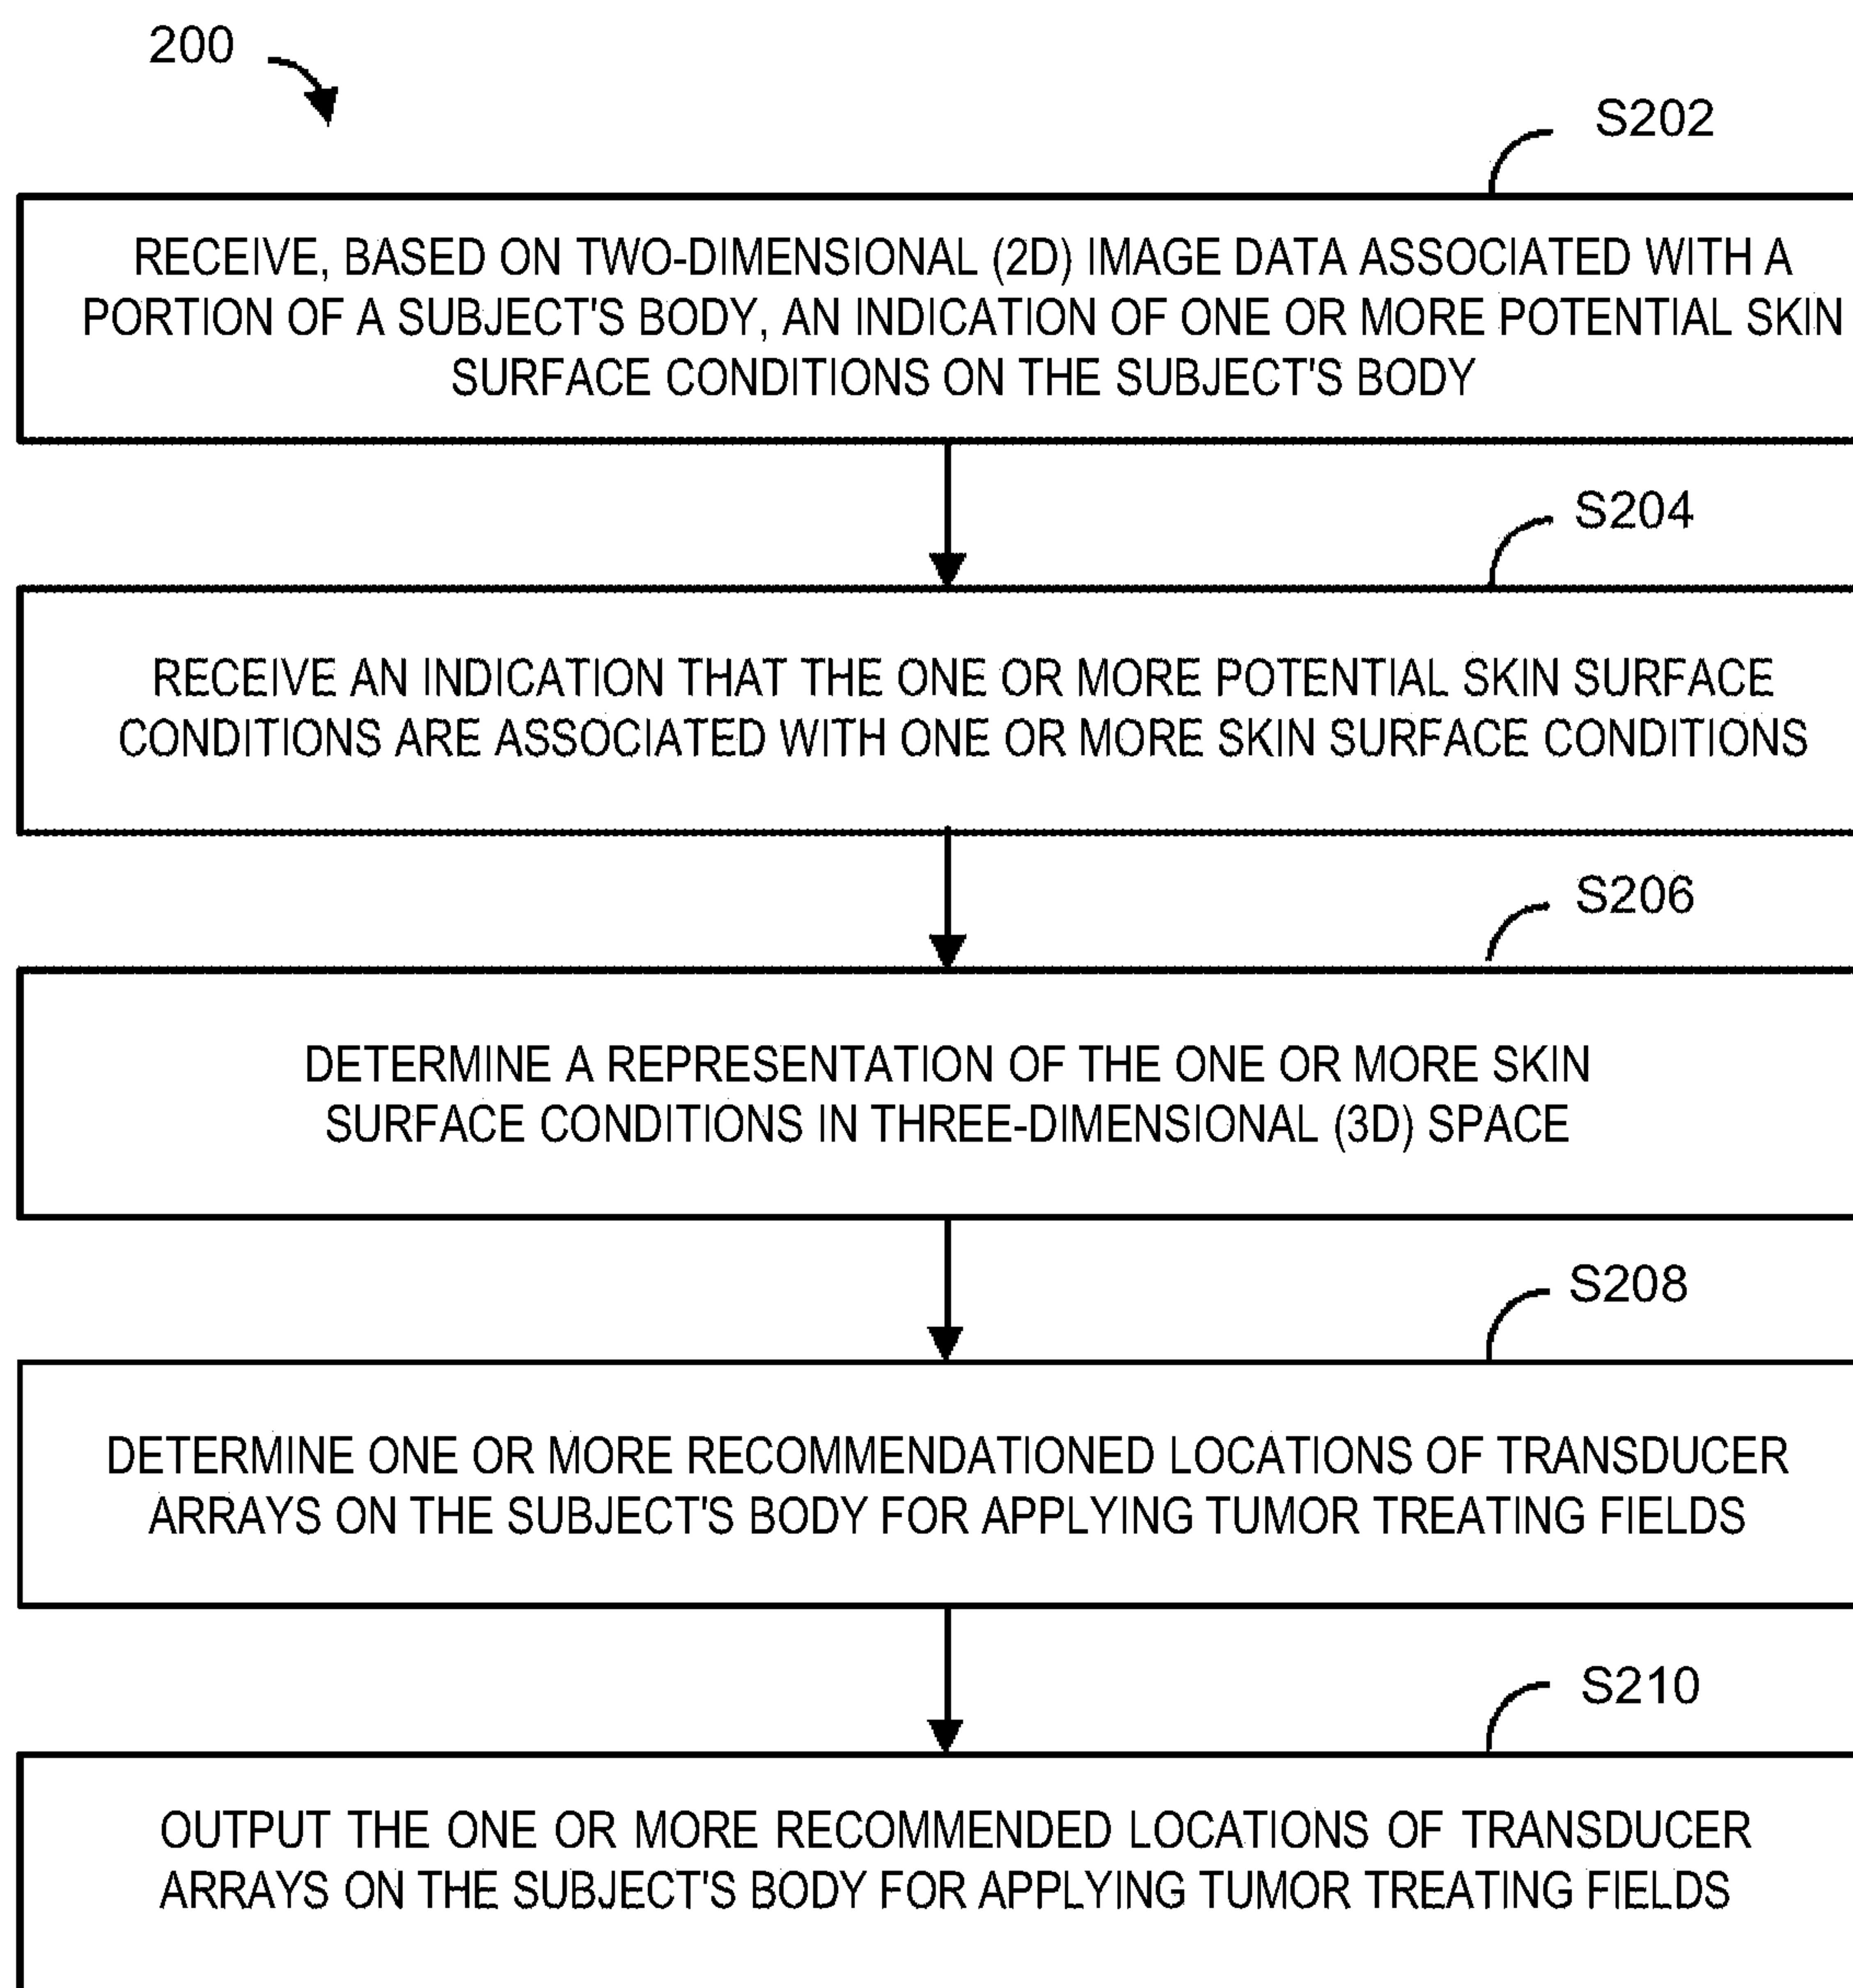 200
S202
RECEIVE, BASED ON TWO-DIMENSIONAL (2D) IMAGE DATA ASSOCIATED WITH A
PORTION OF A SUBJECT'S BODY, AN INDICATION OF ONE OR MORE POTENTIAL SKIN
SURFACE CONDITIONS ON THE SUBJECT'S BODY
S204
RECEIVE AN INDICATION THAT THE ONE OR MORE POTENTIAL SKIN SURFACE
CONDITIONS ARE ASSOCIATED WITH ONE OR MORE SKIN SURFACE CONDITIONS
S206
DETERMINE A REPRESENTATION OF THE ONE OR MORE SKIN
SURFACE CONDITIONS IN THREE-DIMENSIONAL (3D) SPACE
S208
DETERMINE ONE OR MORE RECOMMENDATIONED LOCATIONS OF TRANSDUCER
ARRAYS ON THE SUBJECT'S BODY FOR APPLYING TUMOR TREATING FIELDS
S210
OUTPUT THE ONE OR MORE RECOMMENDED LOCATIONS OF TRANSDUCER
ARRAYS ON THE SUBJECT'S BODY FOR APPLYING TUMOR TREATING FIELDS